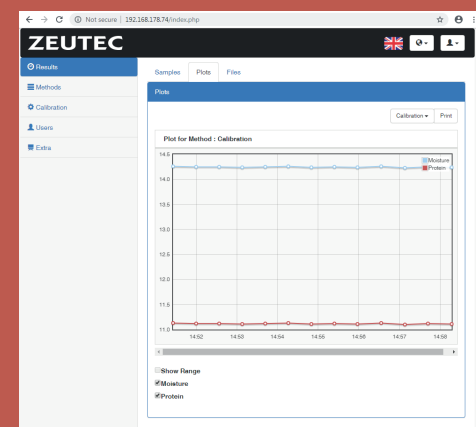 Not secure | 192.168.178.74/index.php
ZEUTEC
Results
Methods
Calibration
Users
Extra
Samples Plots Files
Plots
Calibration Print
Plot for Method : Calibration
Moisture
Protein
14.5
14.0
13.5
13.0
12.5
12.0
11.5
11.0
14:52 14:53 14:54 14:55 14:56 14:57 14:58
Show Range
Moisture
Protein